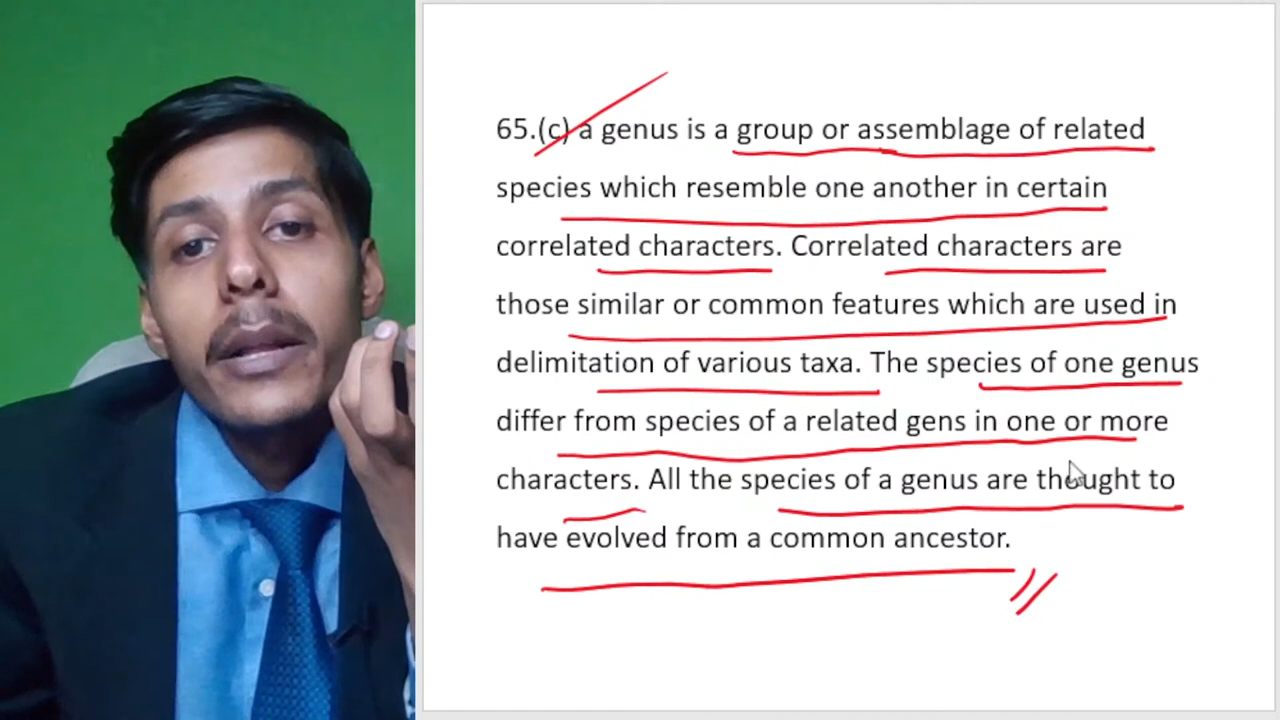 65.(c) a genus is a group or assemblage of related
species which resemble one another in certain
correlated characters. Correlated characters are
those similar or common features which are used in
delimitation of various taxa. The species of one genus
differ from species of a related gens in one or more
characters. All the species of a genus are thought to
have evolved from a common ancestor.